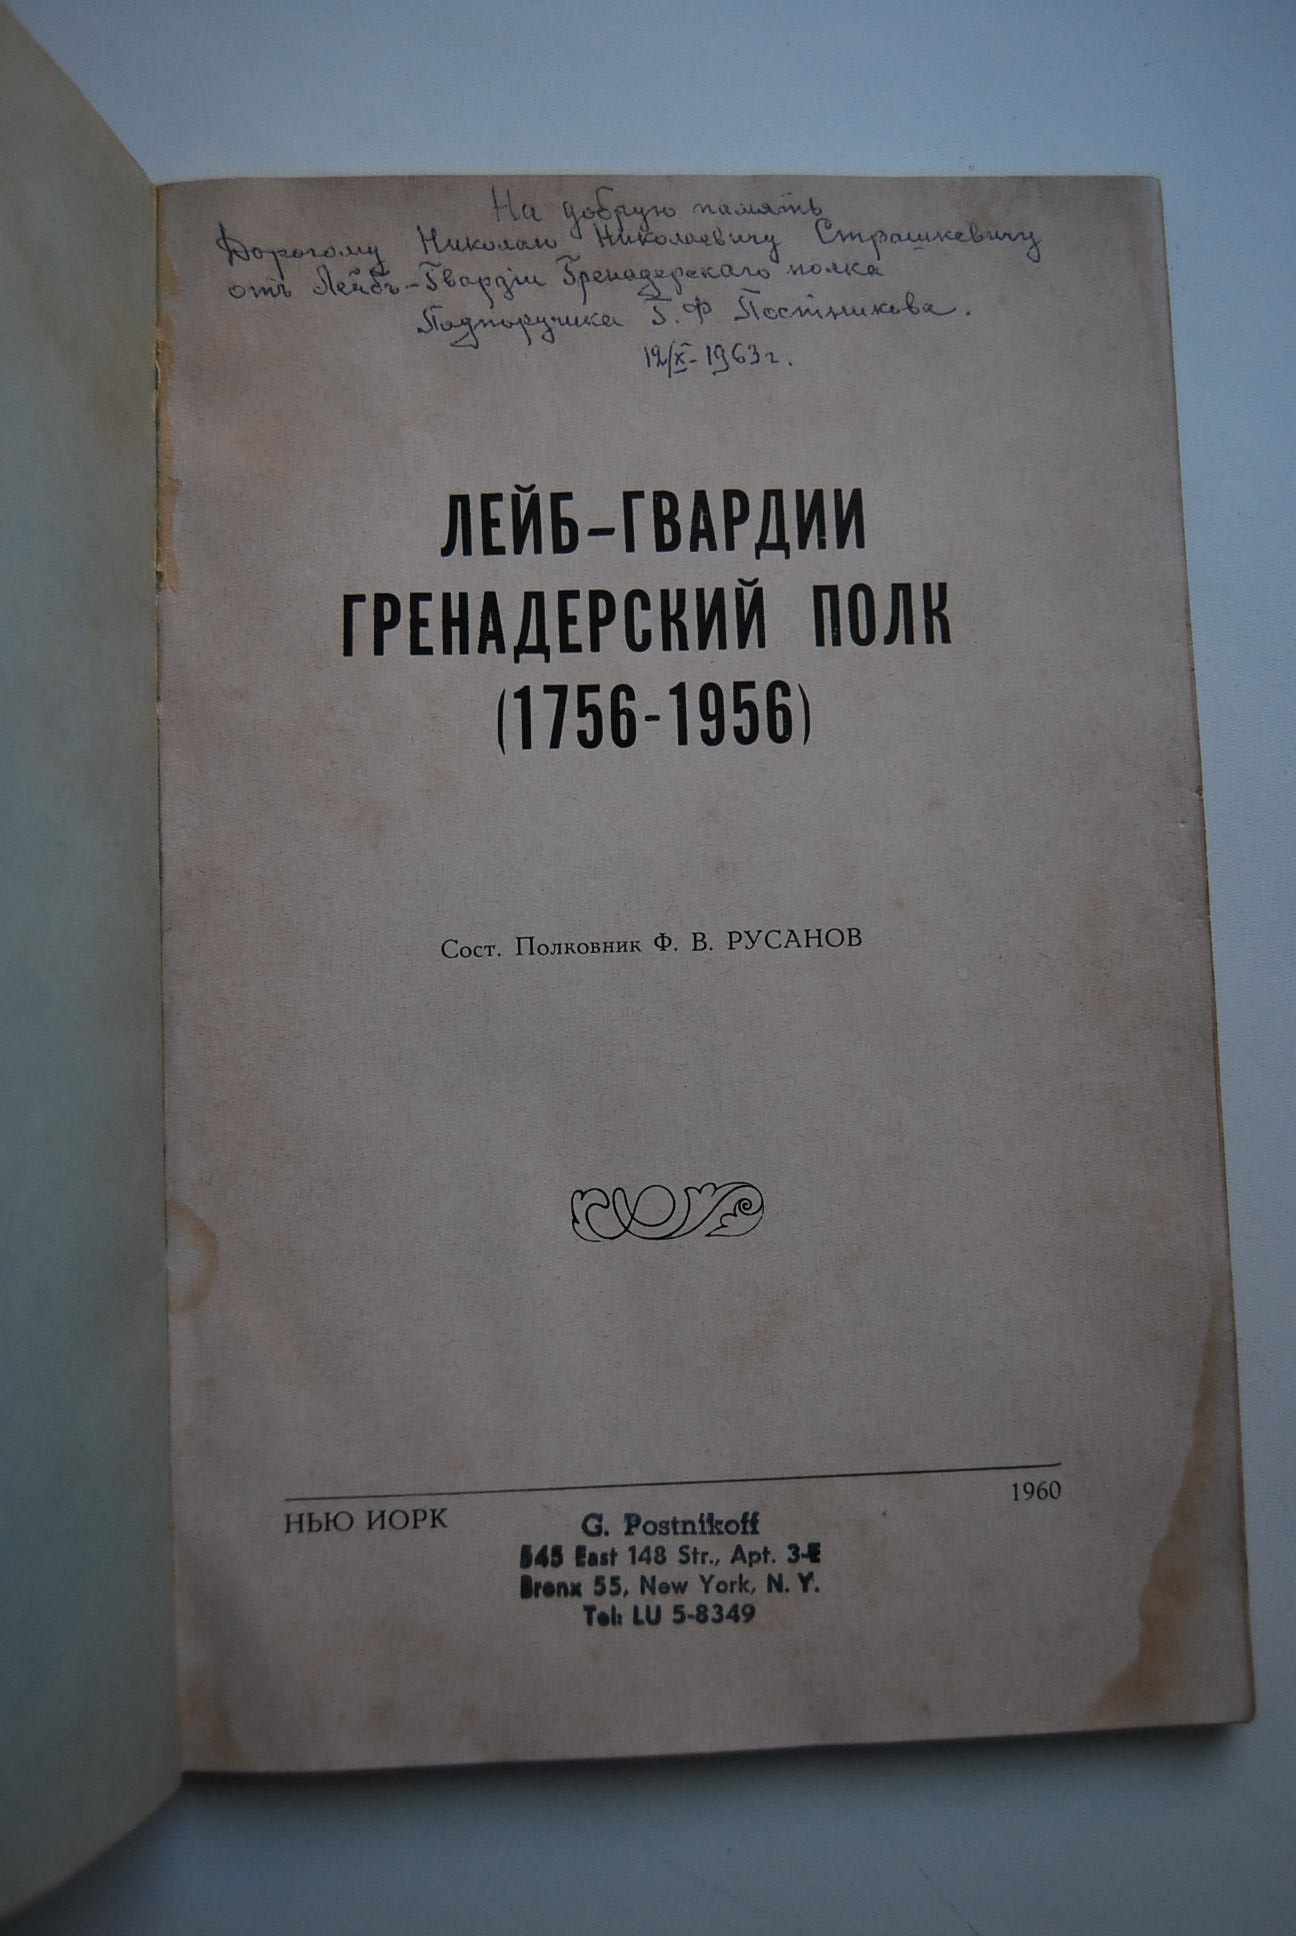 На добрую память
Дорогому Николаю Николаевичу Страшкевичу
отъ Лейбъ-Гвардіи Гренадерскаго полка
Подпоручика Г. Ф. Постникова.
12/X-1963 г.
ЛЕЙБ-ГВАРДИИ
ГРЕНАДЕРСКИЙ ПОЛК
(1756-1956)
Сост. Полковник Ф. В. РУСАНОВ
НЬЮ ИОРК 1960
G. Postnikoff
545 East 148 Str., Apt. 3-E
Bronx 55, New York, N. Y.
Tel: LU 5-8349